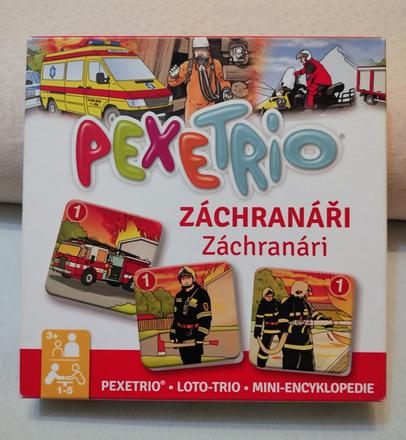 PEXETRIO®
ZÁCHRANÁŘI
Záchranári
1
1
1
3+
1-5
PEXETRIO® • LOTO-TRIO • MINI-ENCYKLOPEDIE